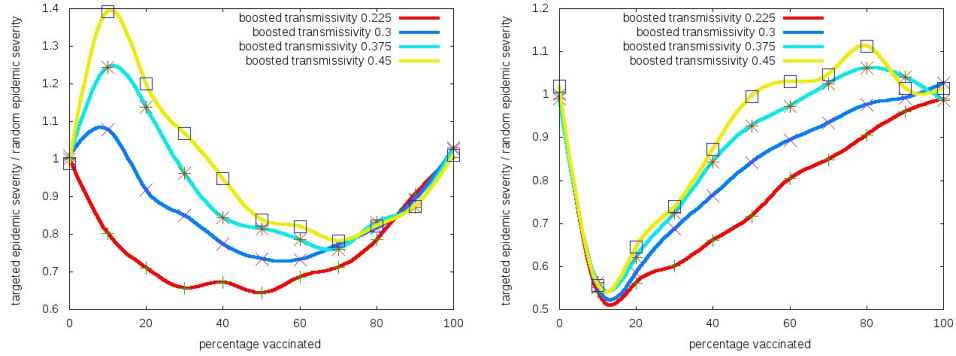 boosted transmissivity 0.225
boosted transmissivity 0.3
boosted transmissivity 0.375
boosted transmissivity 0.45
targeted epidemic severity / random epidemic severity
1.4
1.3
1.2
1.1
1
0.9
0.8
0.7
0.6
0 20 40 60 80 100
percentage vaccinated
boosted transmissivity 0.225
boosted transmissivity 0.3
boosted transmissivity 0.375
boosted transmissivity 0.45
targeted epidemic severity / random epidemic severity
1.2
1.1
1
0.9
0.8
0.7
0.6
0.5
0 20 40 60 80 100
percentage vaccinated